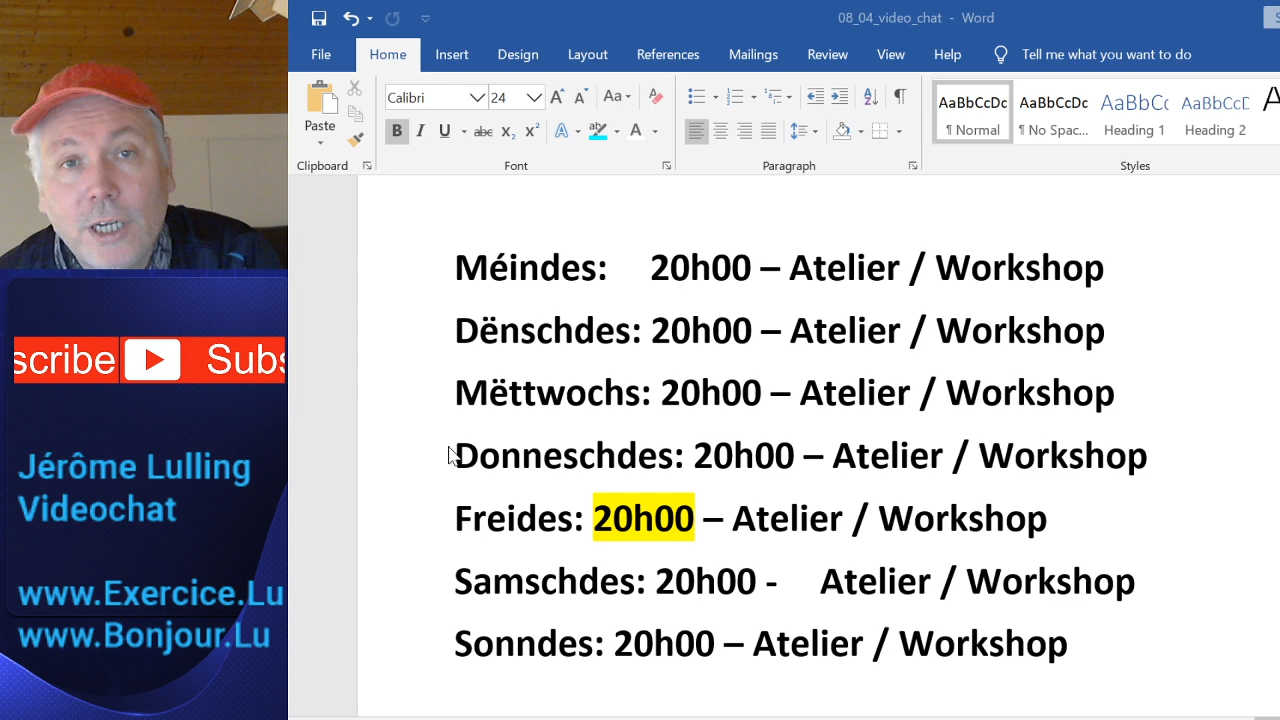 08_04_video_chat - Word
File Home Insert Design Layout References Mailings Review View Help Tell me what you want to do
Paste
Calibri 24
AaBbCcDc AaBbCcDc AaBbCc AaBbCcC
¶ Normal ¶ No Spac... Heading 1 Heading 2
Clipboard Font Paragraph Styles
Méindes: 20h00 – Atelier / Workshop
Dënschdes: 20h00 – Atelier / Workshop
Mëttwochs: 20h00 – Atelier / Workshop
Donneschdes: 20h00 – Atelier / Workshop
Freides: 20h00 – Atelier / Workshop
Samschdes: 20h00 - Atelier / Workshop
Sonndes: 20h00 – Atelier / Workshop
scribe Subs
Jérôme Lulling
Videochat
www.Exercice.Lu
www.Bonjour.Lu